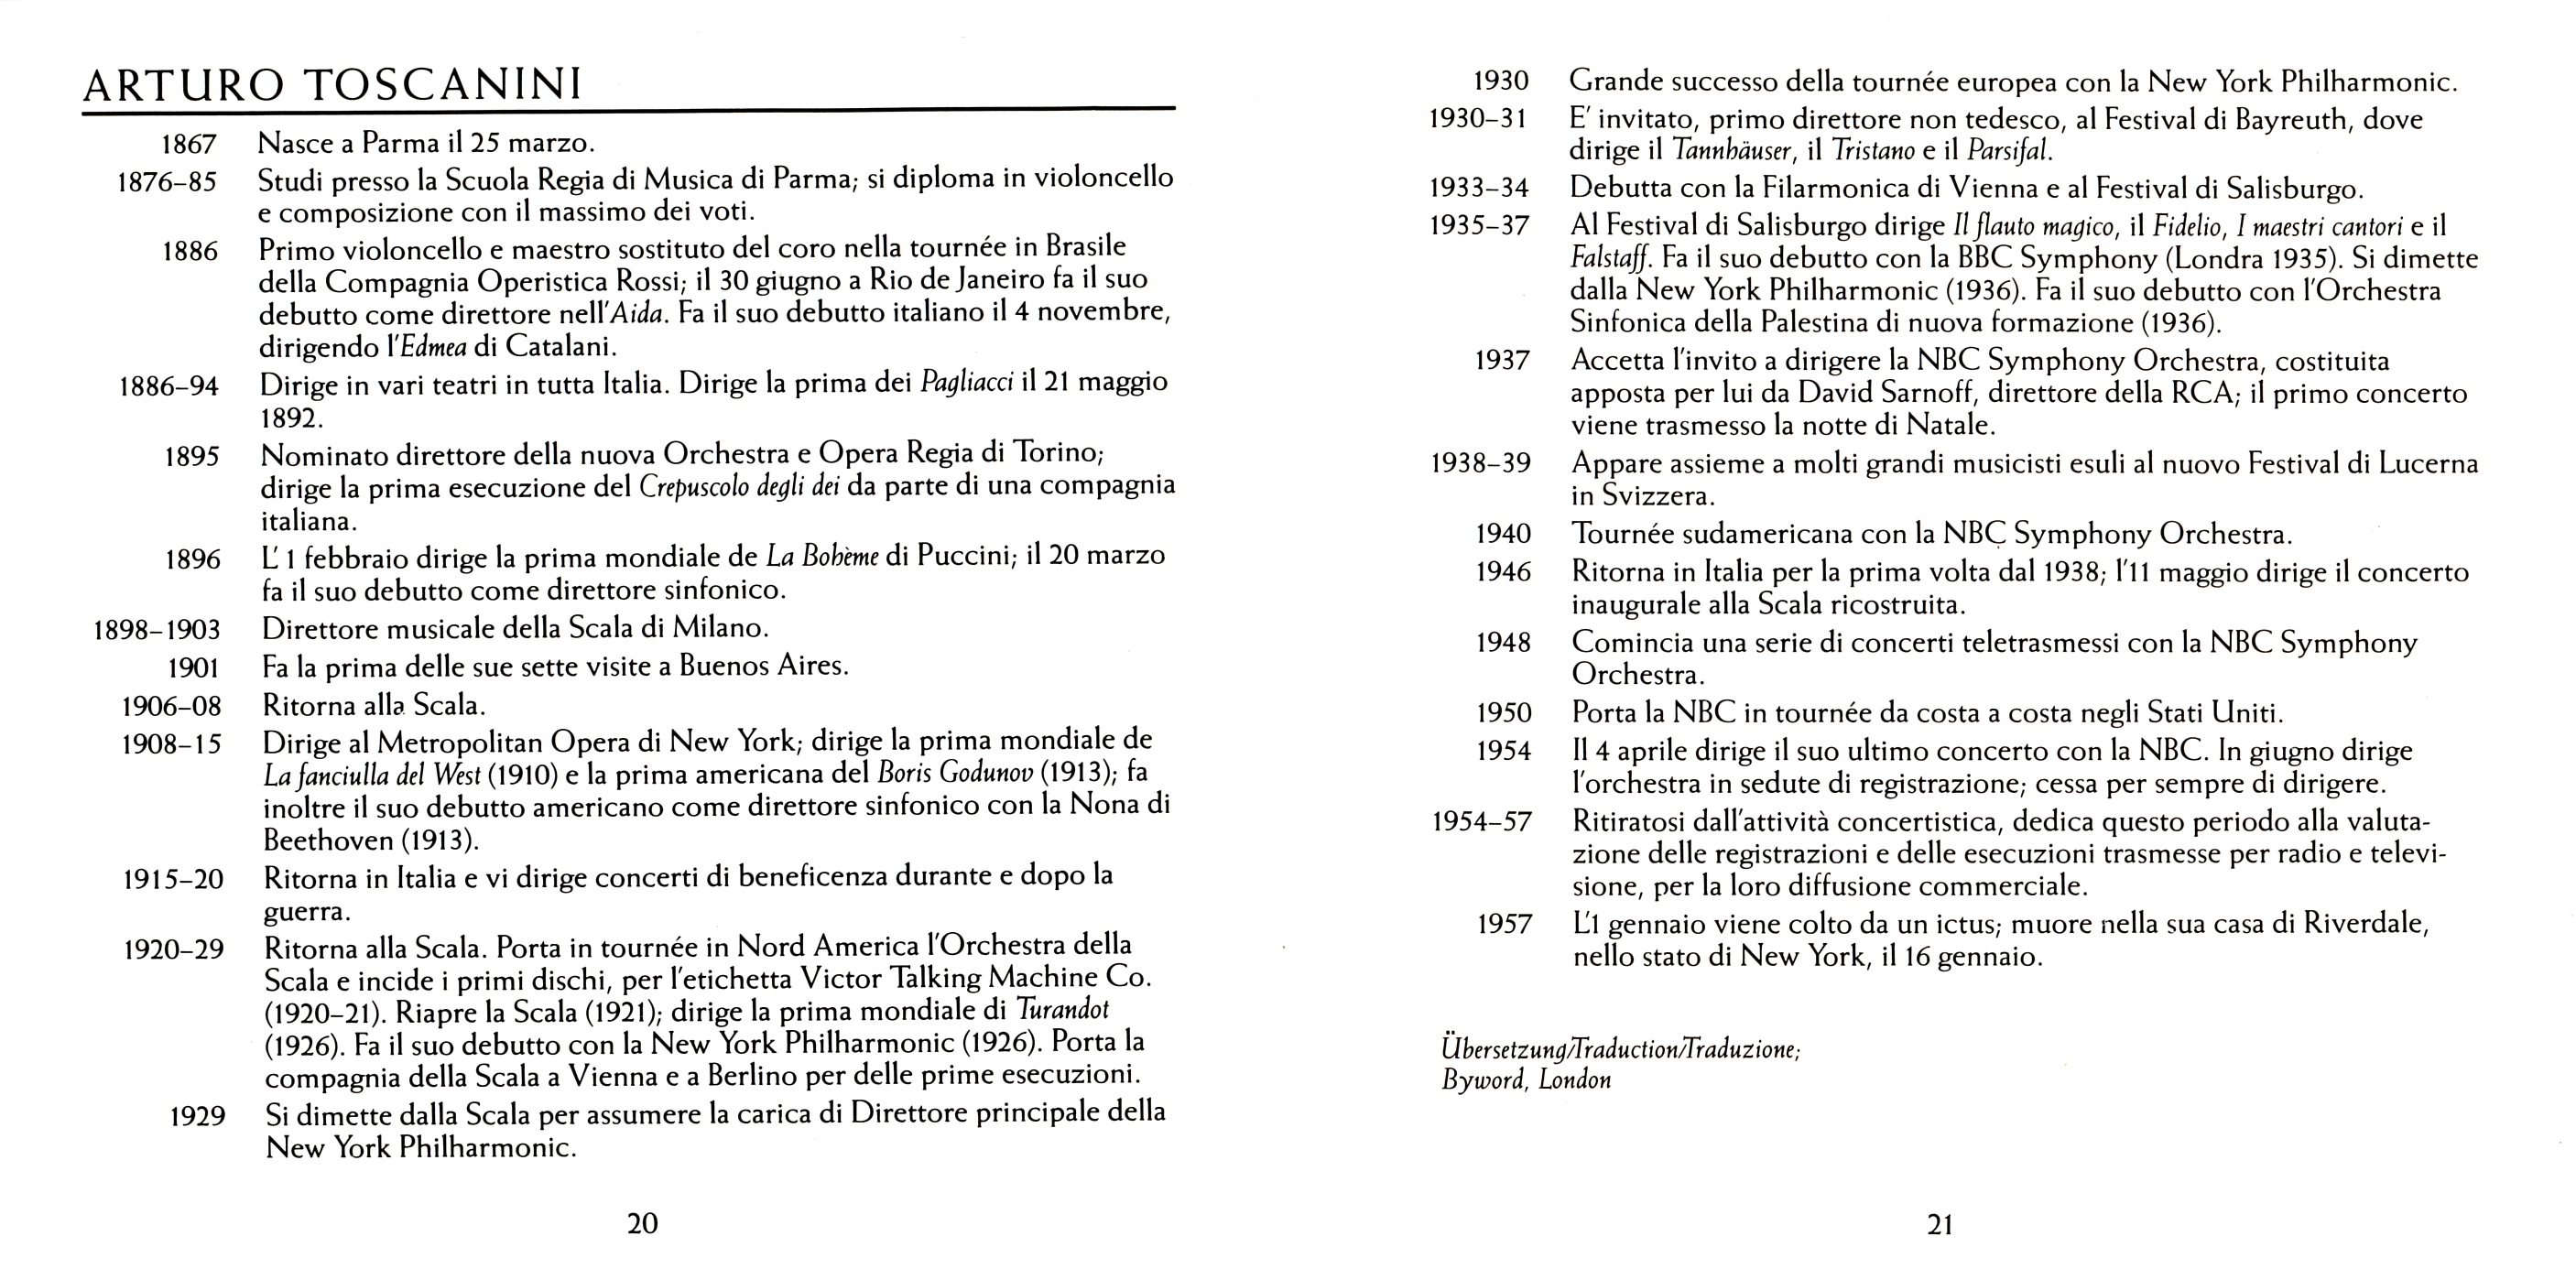 ARTURO TOSCANINI
1867 Nasce a Parma il 25 marzo.
1876–85 Studi presso la Scuola Regia di Musica di Parma; si diploma in violoncello
e composizione con il massimo dei voti.
1886 Primo violoncello e maestro sostituto del coro nella tournée in Brasile
della Compagnia Operistica Rossi; il 30 giugno a Rio de Janeiro fa il suo
debutto come direttore nell'Aida. Fa il suo debutto italiano il 4 novembre,
dirigendo l'Edmea di Catalani.
1886–94 Dirige in vari teatri in tutta Italia. Dirige la prima dei Pagliacci il 21 maggio
1892.
1895 Nominato direttore della nuova Orchestra e Opera Regia di Torino;
dirige la prima esecuzione del Crepuscolo degli dei da parte di una compagnia
italiana.
1896 L' 1 febbraio dirige la prima mondiale de La Bohème di Puccini; il 20 marzo
fa il suo debutto come direttore sinfonico.
1898–1903 Direttore musicale della Scala di Milano.
1901 Fa la prima delle sue sette visite a Buenos Aires.
1906–08 Ritorna alla Scala.
1908–15 Dirige al Metropolitan Opera di New York; dirige la prima mondiale de
La fanciulla del West (1910) e la prima americana del Boris Godunov (1913); fa
inoltre il suo debutto americano come direttore sinfonico con la Nona di
Beethoven (1913).
1915–20 Ritorna in Italia e vi dirige concerti di beneficenza durante e dopo la
guerra.
1920–29 Ritorna alla Scala. Porta in tournée in Nord America l'Orchestra della
Scala e incide i primi dischi, per l'etichetta Victor Talking Machine Co.
(1920–21). Riapre la Scala (1921); dirige la prima mondiale di Turandot
(1926). Fa il suo debutto con la New York Philharmonic (1926). Porta la
compagnia della Scala a Vienna e a Berlino per delle prime esecuzioni.
1929 Si dimette dalla Scala per assumere la carica di Direttore principale della
New York Philharmonic.
20
1930 Grande successo della tournée europea con la New York Philharmonic.
1930–31 E' invitato, primo direttore non tedesco, al Festival di Bayreuth, dove
dirige il Tannhäuser, il Tristano e il Parsifal.
1933–34 Debutta con la Filarmonica di Vienna e al Festival di Salisburgo.
1935–37 Al Festival di Salisburgo dirige Il flauto magico, il Fidelio, I maestri cantori e il
Falstaff. Fa il suo debutto con la BBC Symphony (Londra 1935). Si dimette
dalla New York Philharmonic (1936). Fa il suo debutto con l'Orchestra
Sinfonica della Palestina di nuova formazione (1936).
1937 Accetta l'invito a dirigere la NBC Symphony Orchestra, costituita
apposta per lui da David Sarnoff, direttore della RCA; il primo concerto
viene trasmesso la notte di Natale.
1938–39 Appare assieme a molti grandi musicisti esuli al nuovo Festival di Lucerna
in Svizzera.
1940 Tournée sudamericana con la NBC Symphony Orchestra.
1946 Ritorna in Italia per la prima volta dal 1938; l'11 maggio dirige il concerto
inaugurale alla Scala ricostruita.
1948 Comincia una serie di concerti teletrasmessi con la NBC Symphony
Orchestra.
1950 Porta la NBC in tournée da costa a costa negli Stati Uniti.
1954 Il 4 aprile dirige il suo ultimo concerto con la NBC. In giugno dirige
l'orchestra in sedute di registrazione; cessa per sempre di dirigere.
1954–57 Ritiratosi dall'attività concertistica, dedica questo periodo alla valuta-
zione delle registrazioni e delle esecuzioni trasmesse per radio e televi-
sione, per la loro diffusione commerciale.
1957 L'1 gennaio viene colto da un ictus; muore nella sua casa di Riverdale,
nello stato di New York, il 16 gennaio.
Übersetzung/Traduction/Traduzione;
Byword, London
21